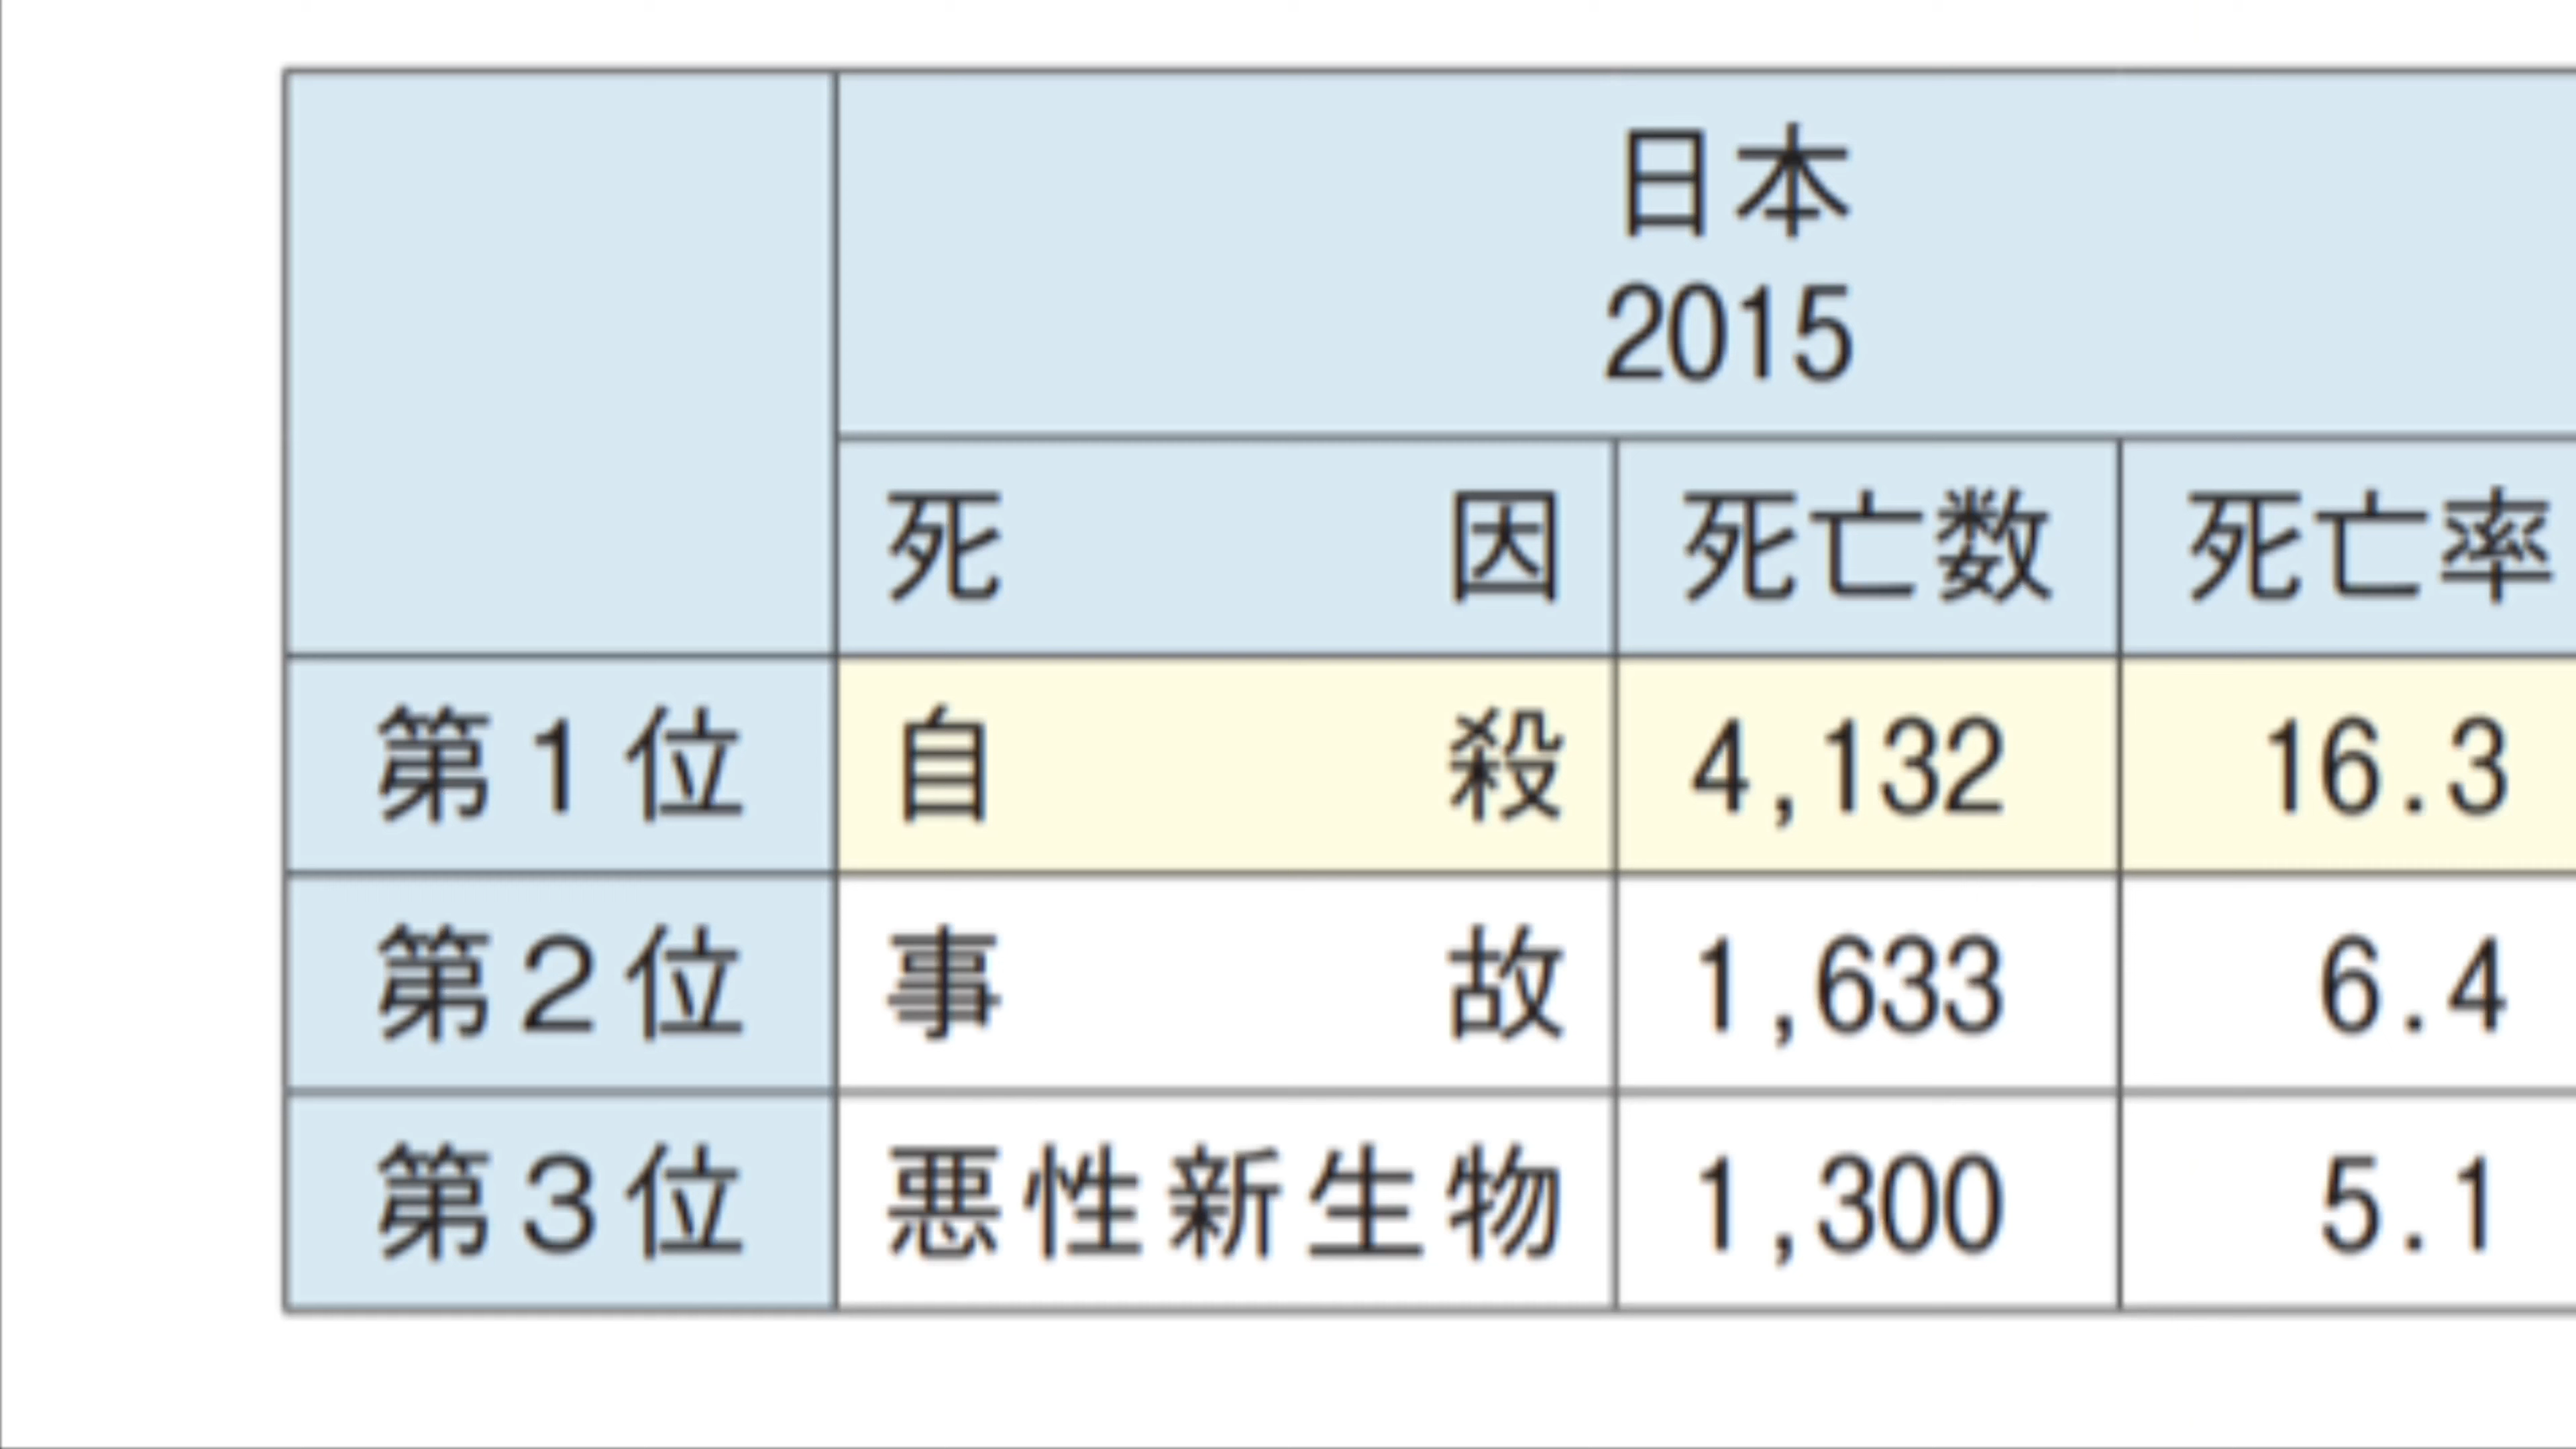 日本
2015
死因 死亡数 死亡率
第1位 自殺 4,132 16.3
第2位 事故 1,633 6.4
第3位 悪性新生物 1,300 5.1